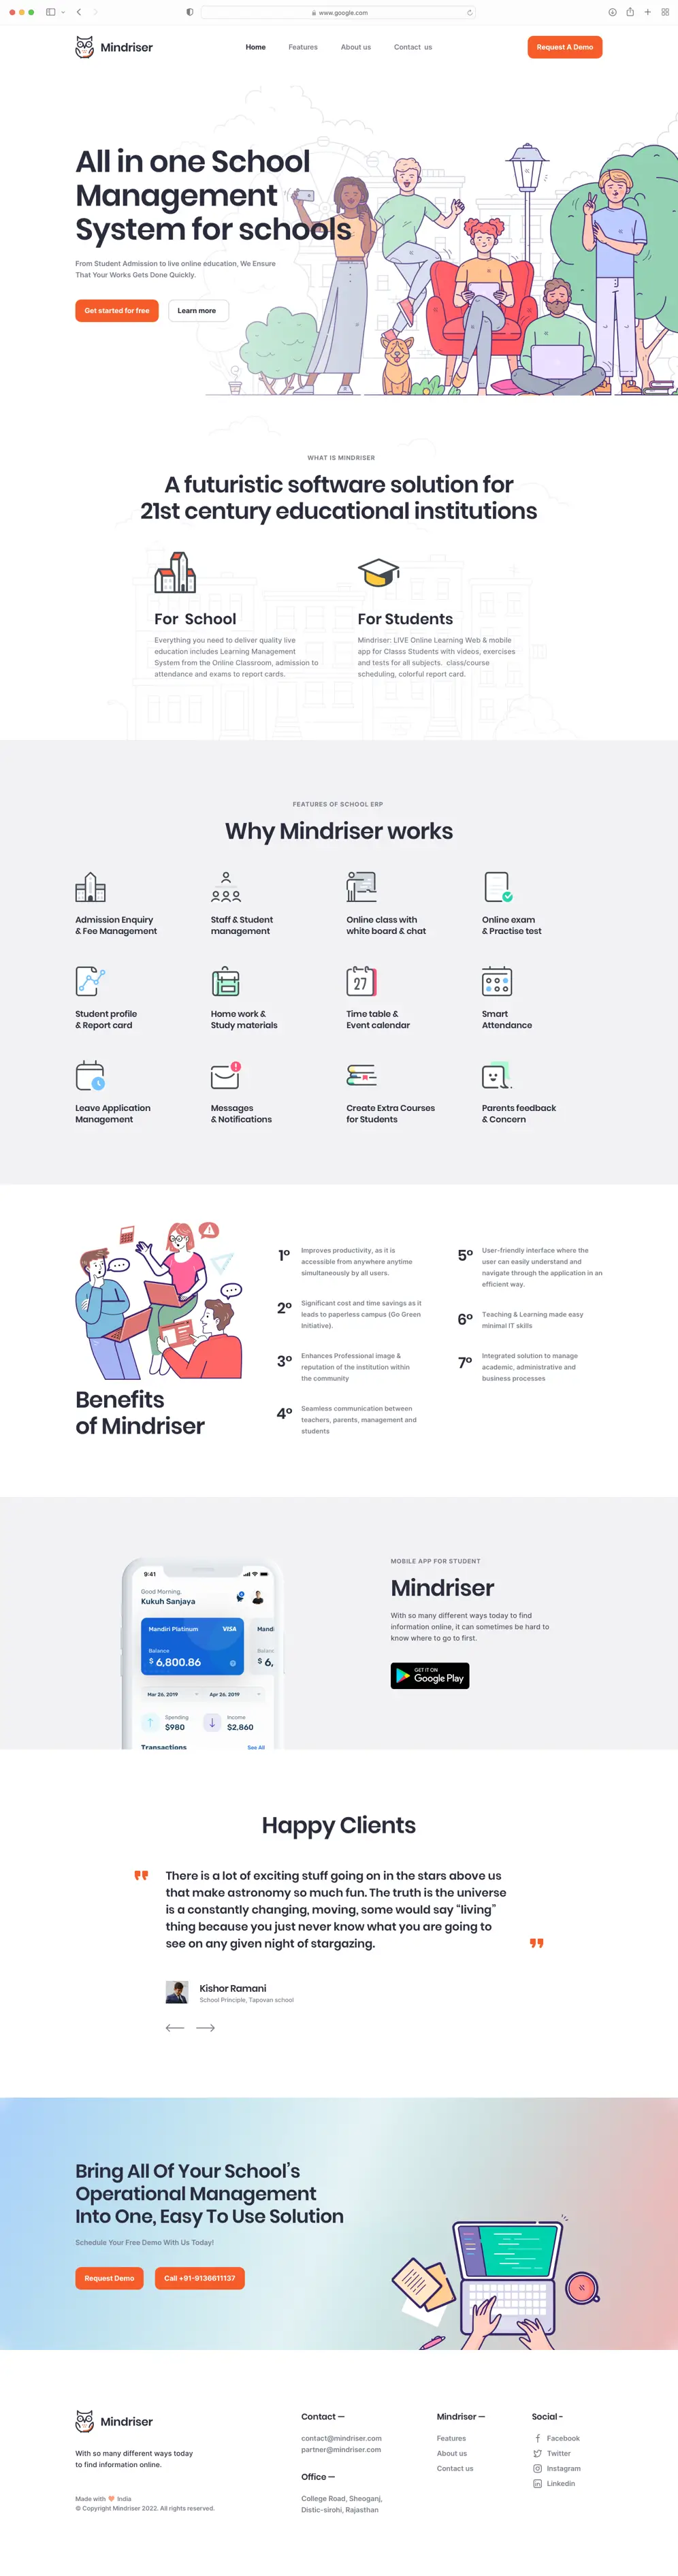 www.google.com
Mindriser
Home
Features
About us
Contact us
Request A Demo
All in one School
Management
System for schools
From Student Admission to live online education, We Ensure
That Your Works Gets Done Quickly.
Get started for free
Learn more
WHAT IS MINDRISER
A futuristic software solution for
21st century educational institutions
For School
Everything you need to deliver quality live
education includes Learning Management
System from the Online Classroom, admission to
attendance and exams to report cards.
For Students
Mindriser: LIVE Online Learning Web & mobile
app for Classs Students with videos, exercises
and tests for all subjects. class/course
scheduling, colorful report card.
FEATURES OF SCHOOL ERP
Why Mindriser works
Admission Enquiry
& Fee Management
Staff & Student
management
Online class with
white board & chat
Online exam
& Practise test
Student profile
& Report card
Home work &
Study materials
27
Time table &
Event calendar
Smart
Attendance
Leave Application
Management
Messages
& Notifications
Create Extra Courses
for Students
Parents feedback
& Concern
Benefits
of Mindriser
1º
Improves productivity, as it is
accessible from anywhere anytime
simultaneously by all users.
2º
Significant cost and time savings as it
leads to paperless campus (Go Green
Initiative).
3º
Enhances Professional image &
reputation of the institution within
the community
4º
Seamless communication between
teachers, parents, management and
students
5º
User-friendly interface where the
user can easily understand and
navigate through the application in an
efficient way.
6º
Teaching & Learning made easy
minimal IT skills
7º
Integrated solution to manage
academic, administrative and
business processes
9:41
Good Morning,
Kukuh Sanjaya
Mandiri Platinum
VISA
Balance
$ 6,800.86
Mandi
Balanc
$ 6,
Mar 26, 2019
Apr 26, 2019
Spending
$980
Income
$2,860
Transactions
See All
MOBILE APP FOR STUDENT
Mindriser
With so many different ways today to find
information online, it can sometimes be hard to
know where to go to first.
GET IT ON
Google Play
Happy Clients
There is a lot of exciting stuff going on in the stars above us
that make astronomy so much fun. The truth is the universe
is a constantly changing, moving, some would say “living”
thing because you just never know what you are going to
see on any given night of stargazing.
Kishor Ramani
School Principle, Tapovan school
Bring All Of Your School’s
Operational Management
Into One, Easy To Use Solution
Schedule Your Free Demo With Us Today!
Request Demo
Call +91-9136611137
Mindriser
With so many different ways today
to find information online.
Made with 🧡 India
© Copyright Mindriser 2022. All rights reserved.
Contact —
contact@mindriser.com
partner@mindriser.com
Office —
College Road, Sheoganj,
Distic-sirohi, Rajasthan
Mindriser —
Features
About us
Contact us
Social -
Facebook
Twitter
Instagram
Linkedin